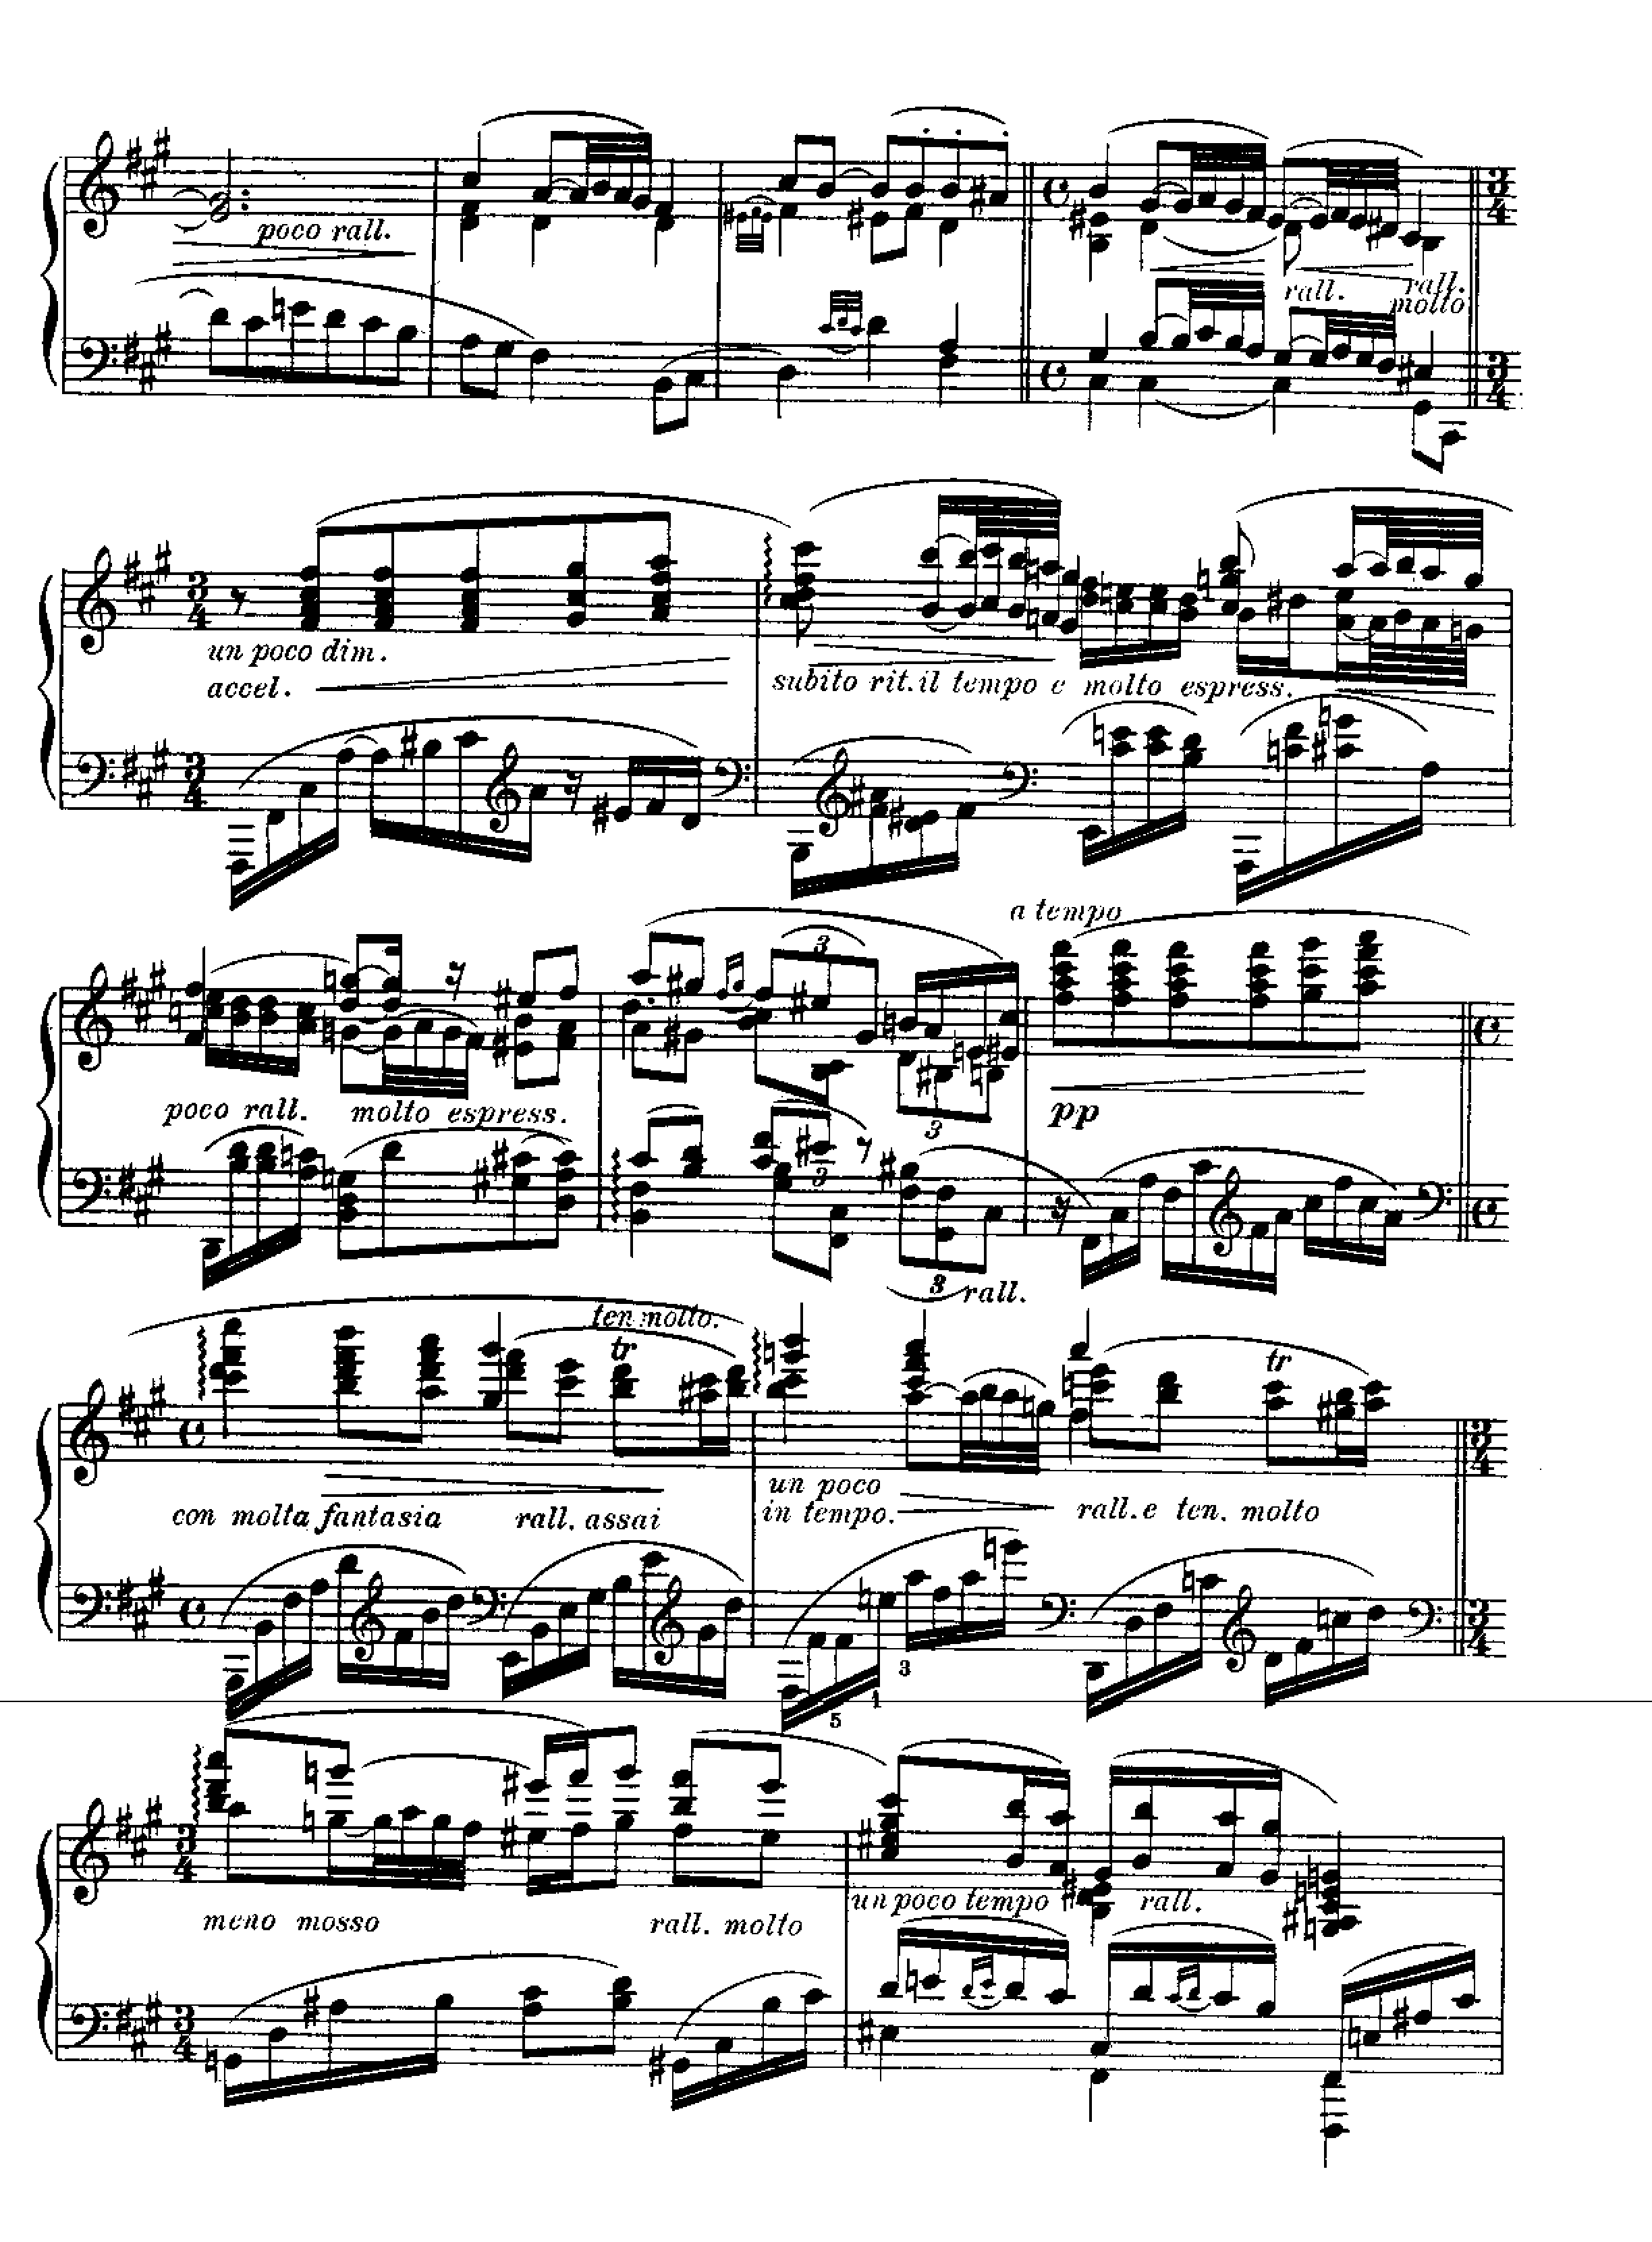 poco rall.
rall.
rall.
molto
un poco dim.
accel.
subito rit. il tempo e molto espress.
a tempo
3
poco rall. molto espress.
pp
3
3
3
rall.
ten molto.
tr
tr
un poco
con molta fantasia rall. assai in tempo. rall. e ten. molto
3
1
5
meno mosso rall. molto
un poco tempo rall.